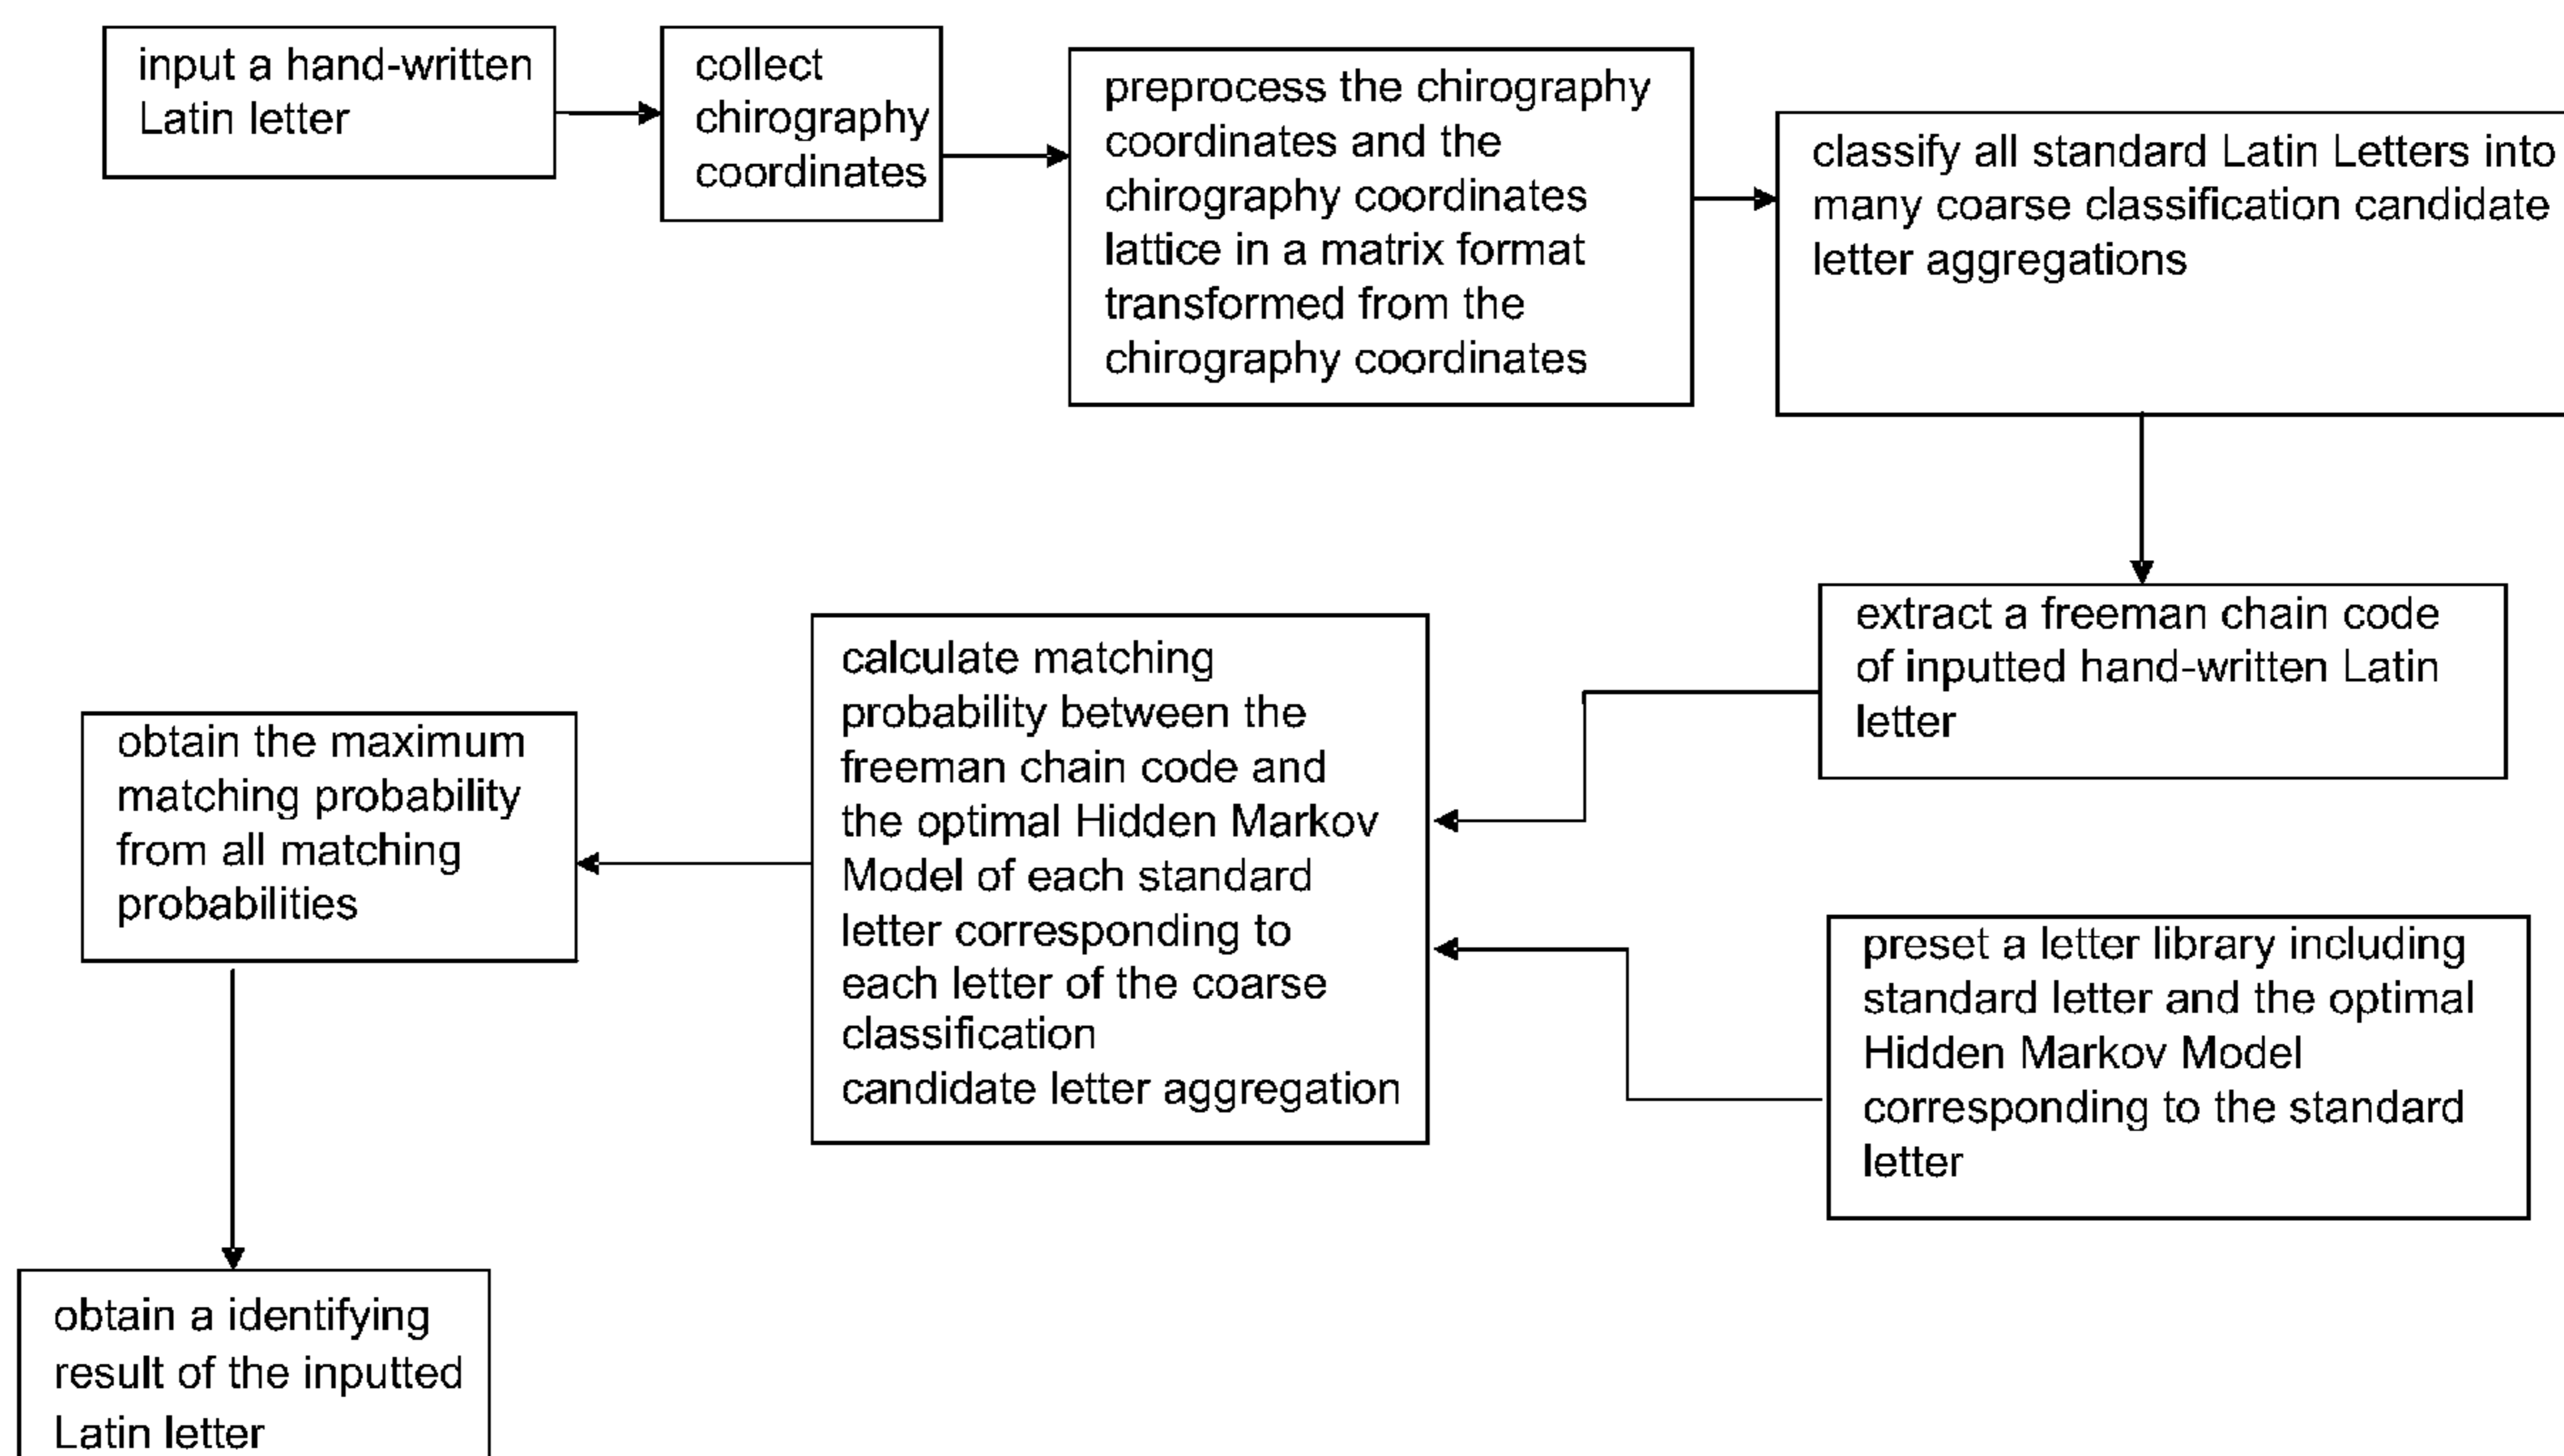 input a hand-written
Latin letter
collect
chirography
coordinates
preprocess the chirography
coordinates and the
chirography coordinates
lattice in a matrix format
transformed from the
chirography coordinates
classify all standard Latin Letters into
many coarse classification candidate
letter aggregations
extract a freeman chain code
of inputted hand-written Latin
letter
preset a letter library including
standard letter and the optimal
Hidden Markov Model
corresponding to the standard
letter
calculate matching
probability between the
freeman chain code and
the optimal Hidden Markov
Model of each standard
letter corresponding to
each letter of the coarse
classification
candidate letter aggregation
obtain the maximum
matching probability
from all matching
probabilities
obtain a identifying
result of the inputted
Latin letter